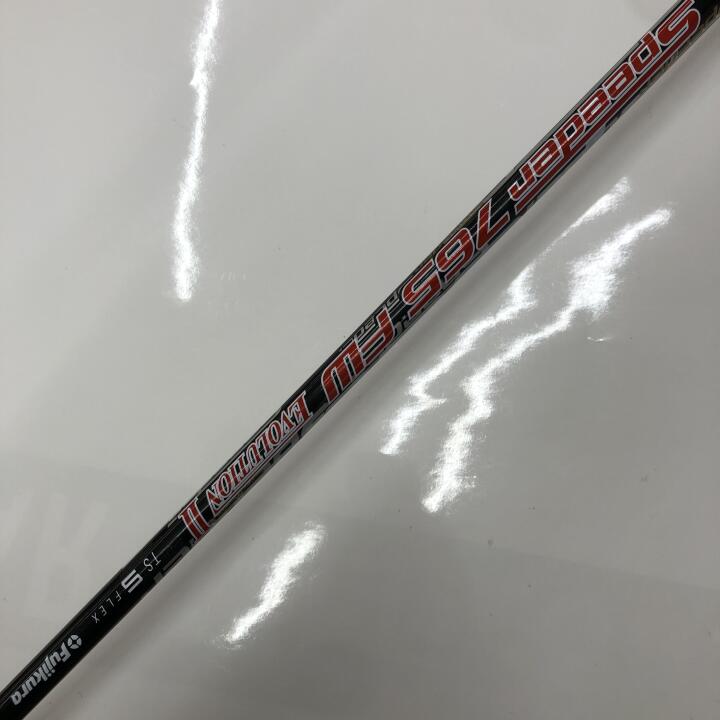 Speeder 765 FW
EVOLUTION II
TS S FLEX
Fujikura